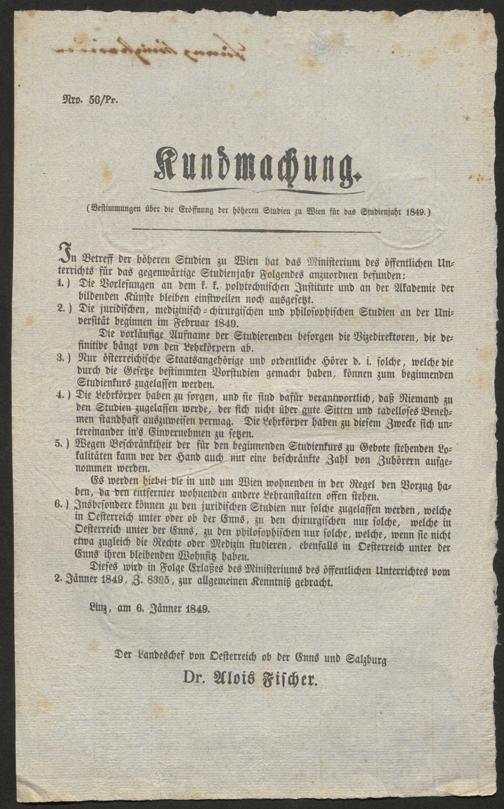 Nro. 56/Pr.
Kundmachung.
(Bestimmungen über die Eröffnung der höheren Studien zu Wien für das Studienjahr 1849.)
In Betreff der höheren Studien zu Wien hat das Ministerium des öffentlichen Un-
terrichts für das gegenwärtige Studienjahr Folgendes anzuordnen befunden:
1.) Die Vorlesungen an dem k. k. polytechnischen Institute und an der Akademie der
bildenden Künste bleiben einstweilen noch ausgesetzt.
2.) Die juridischen, medizinisch-chirurgischen und philosophischen Studien an der Uni-
versität beginnen im Februar 1849.
Die vorläufige Aufname der Studierenden besorgen die Vizedirektoren, die de-
finitive hängt von den Lehrkörpern ab.
3.) Nur österreichische Staatsangehörige und ordentliche Hörer d. i. solche, welche die
durch die Gesetze bestimmten Vorstudien gemacht haben, können zum beginnenden
Studienkurs zugelassen werden.
4.) Die Lehrkörper haben zu sorgen, und sie sind dafür verantwortlich, daß Niemand zu
den Studien zugelassen werde, der sich nicht über gute Sitten und tadelloses Beneh-
men standhaft auszuweisen vermag. Die Lehrkörper haben zu diesem Zwecke sich un-
tereinander in's Einvernehmen zu setzen.
5.) Wegen Beschränktheit der für den beginnenden Studienkurs zu Gebote stehenden Lo-
kalitäten kann vor der Hand auch nur eine beschränkte Zahl von Zuhörern aufge-
nommen werden.
Es werden hiebei die in und um Wien wohnenden in der Regel den Vorzug ha-
ben, da den entfernter wohnenden andere Lehranstalten offen stehen.
6.) Insbesondere können zu den juridischen Studien nur solche zugelassen werden, welche
in Oesterreich unter oder ob der Enns, zu den chirurgischen nur solche, welche in
Oesterreich unter der Enns, zu den philosophischen nur solche, welche, wenn sie nicht
etwa zugleich die Rechte oder Medizin studieren, ebenfalls in Oesterreich unter der
Enns ihren bleibenden Wohnsitz haben.
Dieses wird in Folge Erlaßes des Ministeriums des öffentlichen Unterrichtes vom
2. Jänner 1849, Z. 8395, zur allgemeinen Kenntniß gebracht.
Linz, am 6. Jänner 1849.
Der Landeschef von Oesterreich ob der Enns und Salzburg
Dr. Alois Fischer.